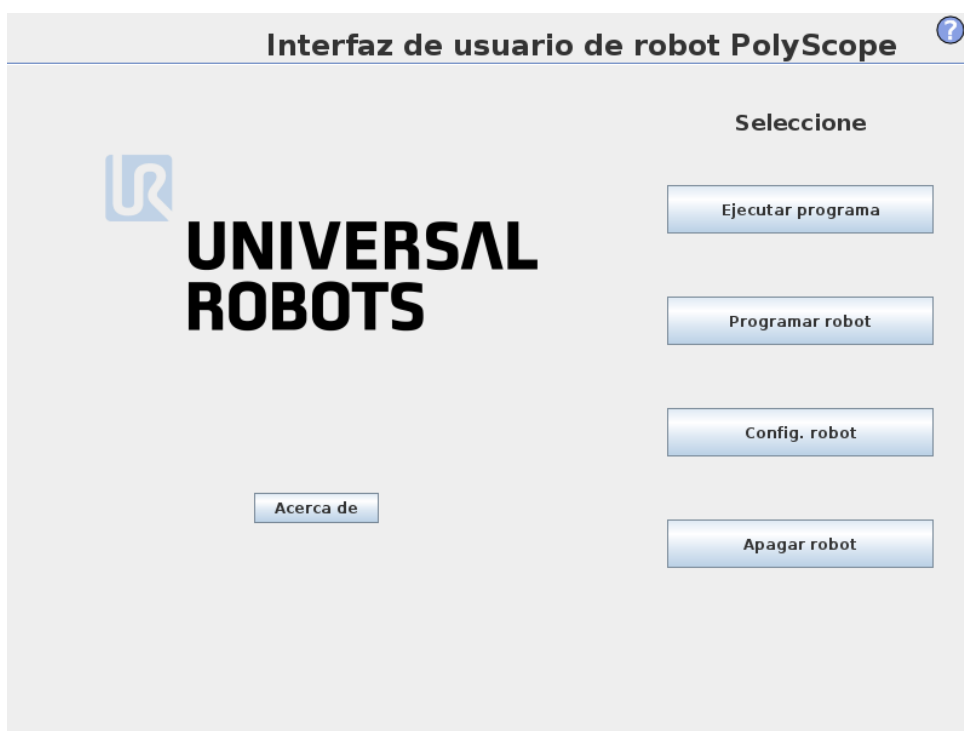 Interfaz de usuario de robot PolyScope
?
Seleccione
UR
UNIVERSAL
ROBOTS
Ejecutar programa
Programar robot
Config. robot
Acerca de
Apagar robot